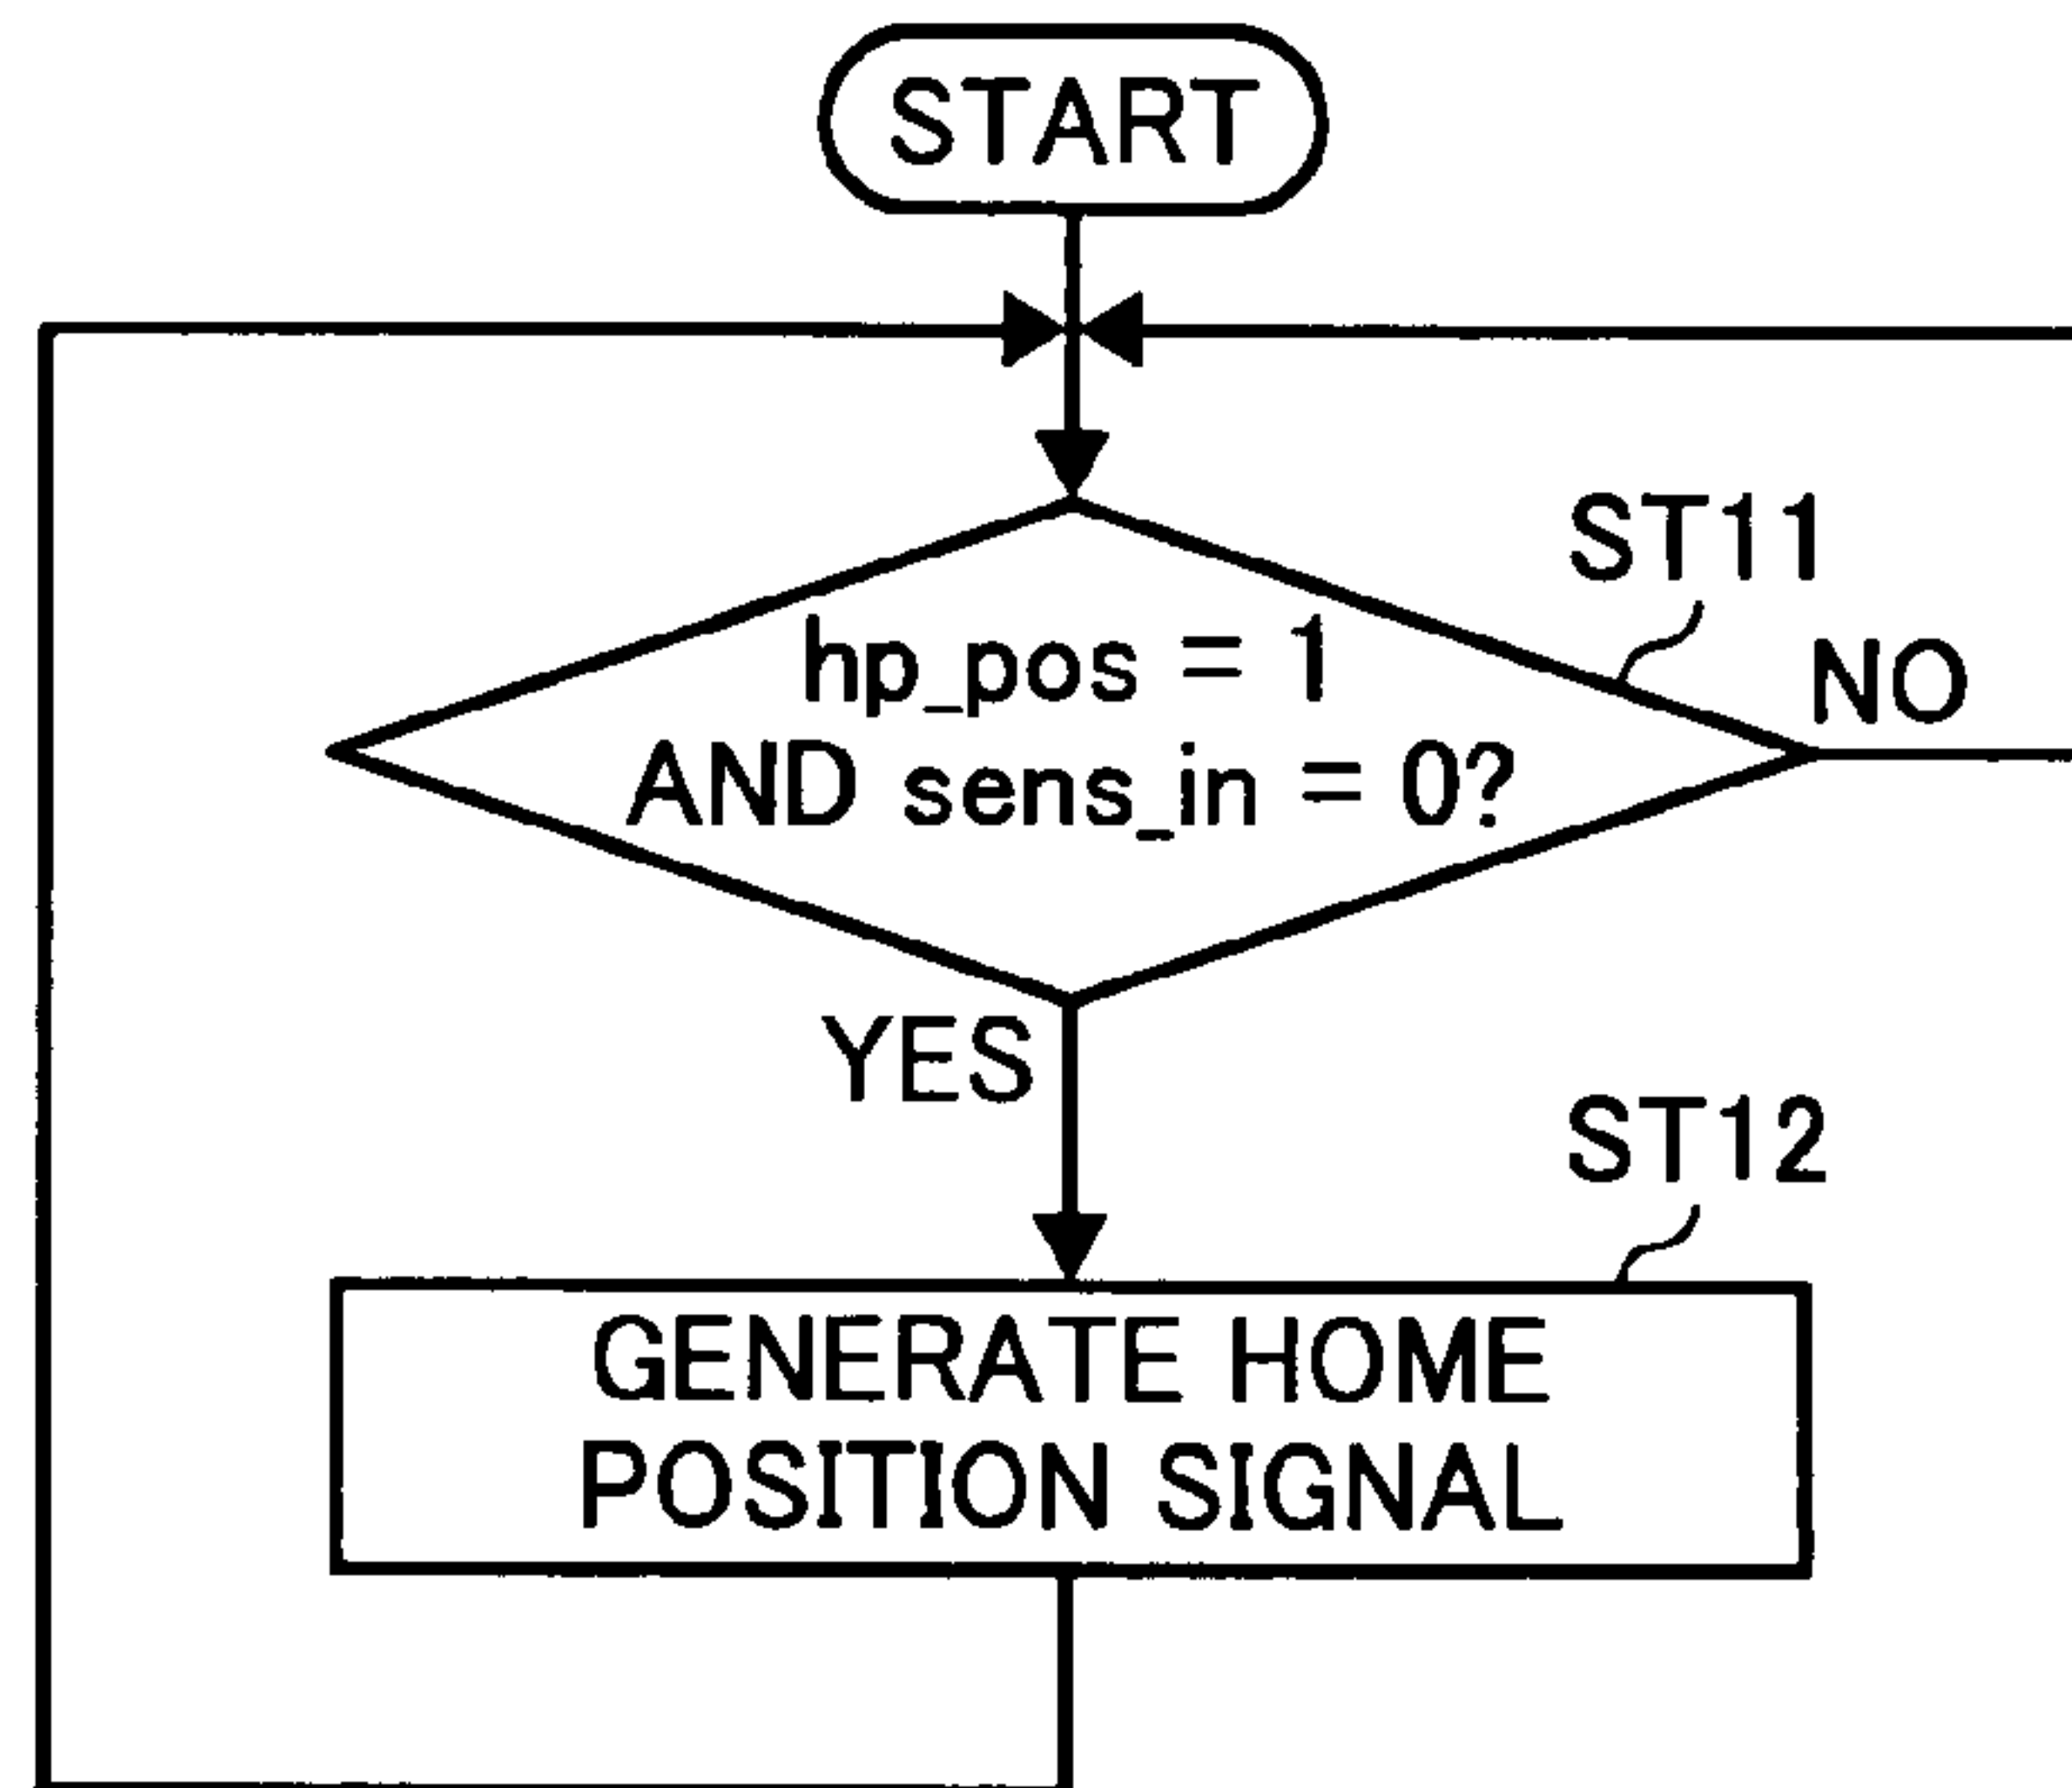 START
ST11
hp_pos = 1
NO
AND sens_in = 0?
YES
ST12
GENERATE HOME
POSITION SIGNAL